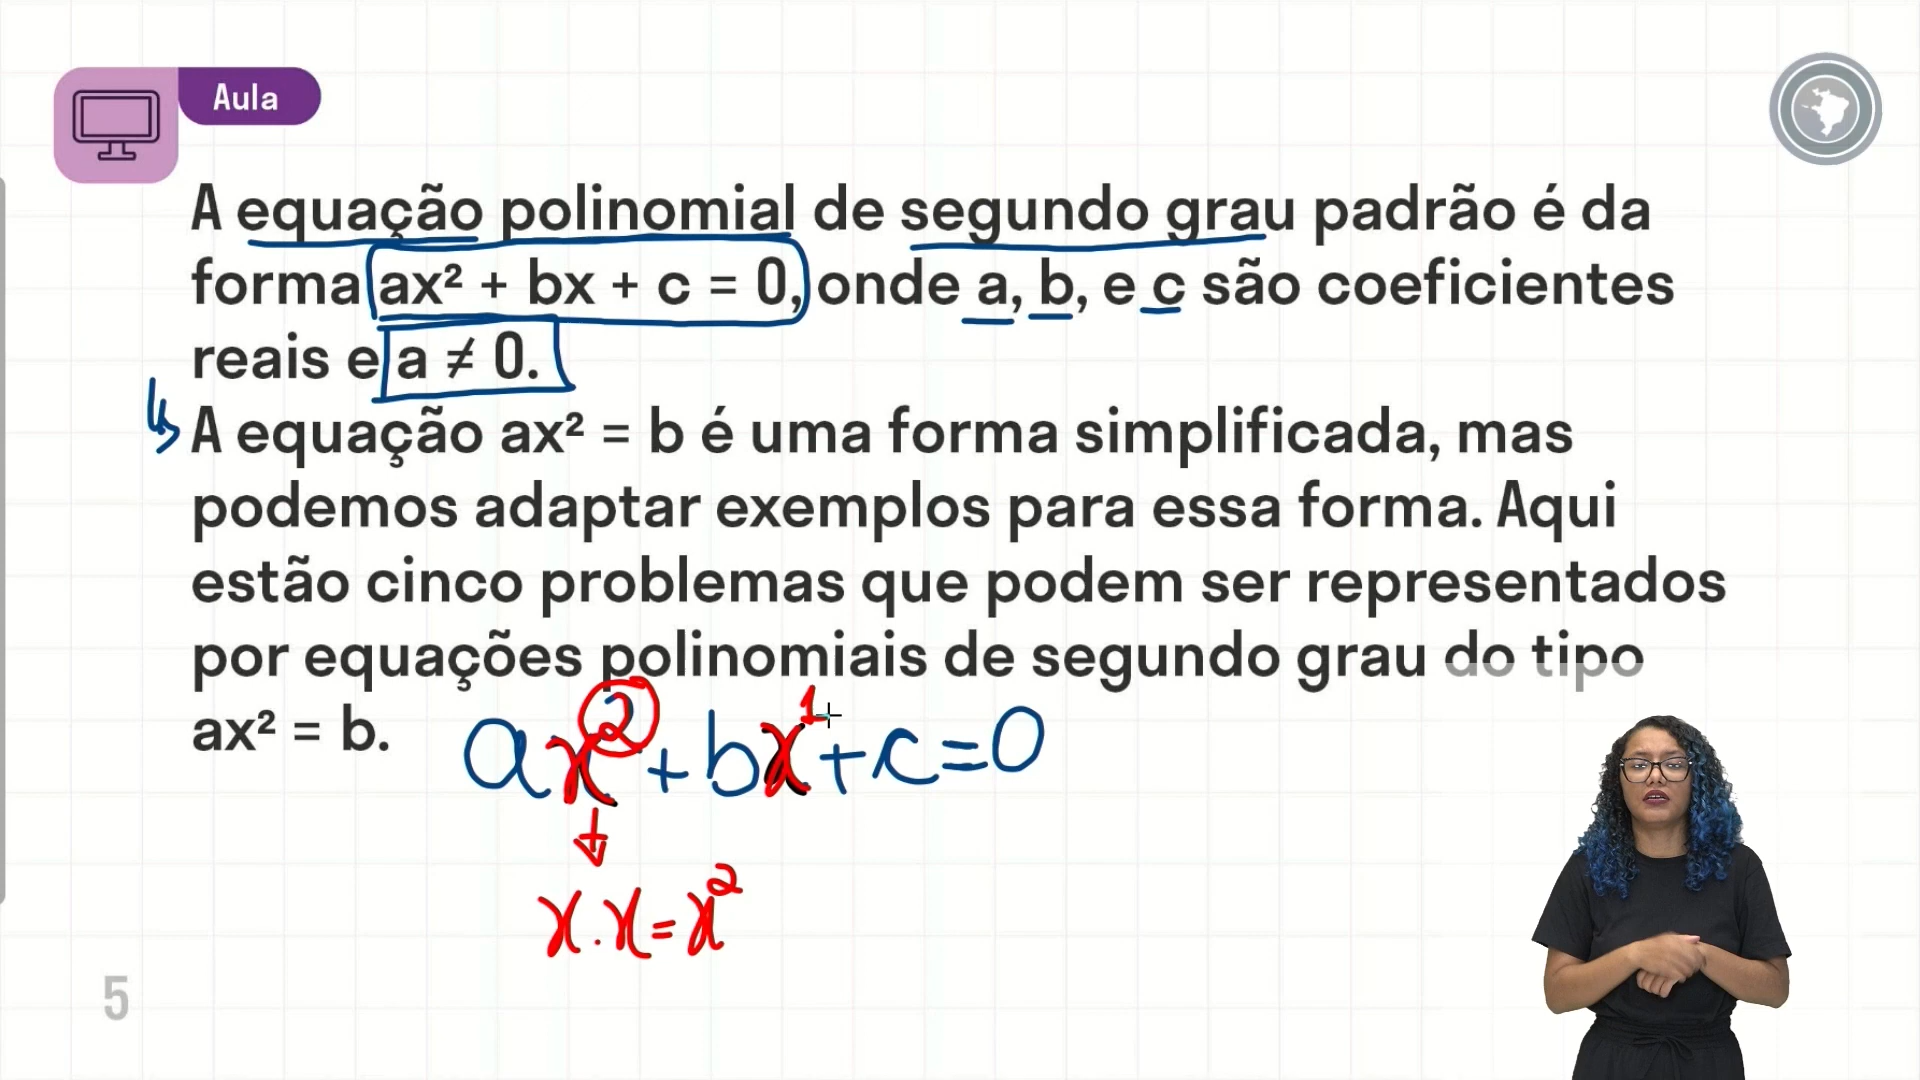 Aula
A equação polinomial de segundo grau padrão é da
forma ax² + bx + c = 0, onde a, b, e c são coeficientes
reais e a ≠ 0.
A equação ax² = b é uma forma simplificada, mas
podemos adaptar exemplos para essa forma. Aqui
estão cinco problemas que podem ser representados
por equações polinomiais de segundo grau do tipo
ax² = b.
ax²+bx¹+c=0
x.x=x²
5